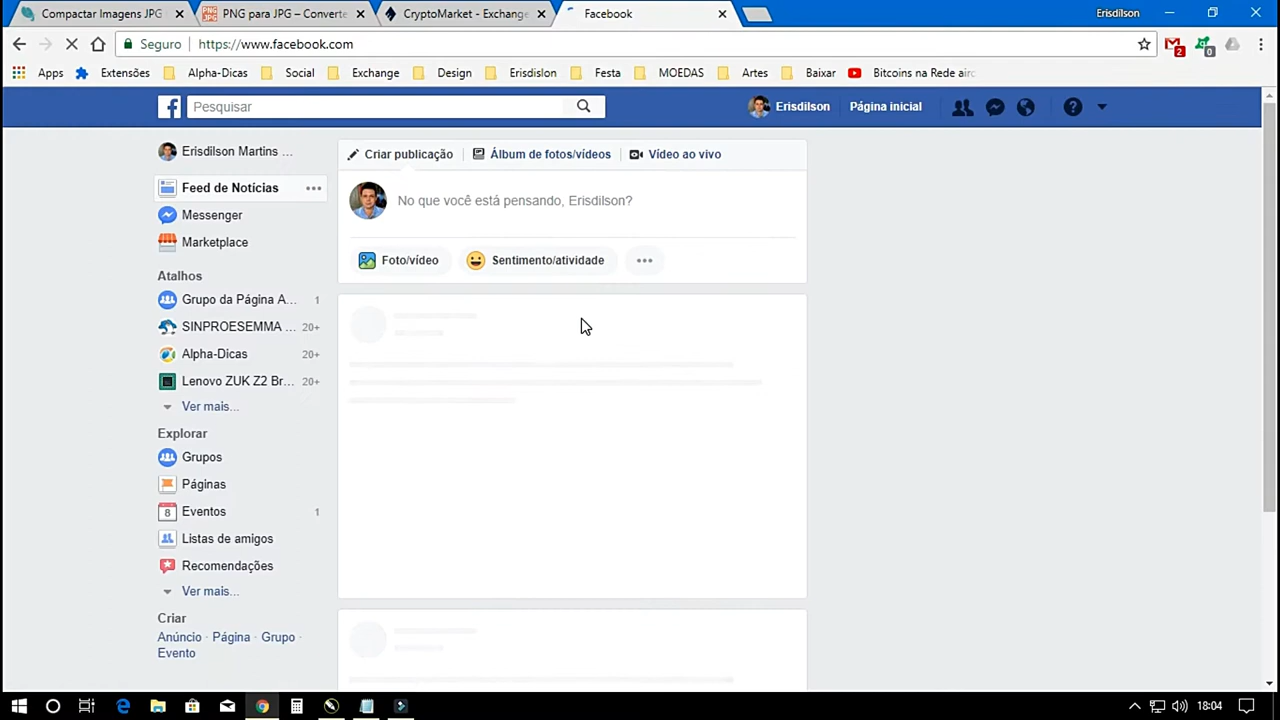 Compactar Imagens JPG
PNG para JPG – Converte
CryptoMarket - Exchange
Facebook
Erisdilson
Seguro
https://www.facebook.com
2
0
Apps
Extensões
Alpha-Dicas
Social
Exchange
Design
Erisdislon
Festa
MOEDAS
Artes
Baixar
Bitcoins na Rede airc
Pesquisar
Erisdilson
Página inicial
Erisdilson Martins ...
Feed de Notícias
Messenger
Marketplace
Atalhos
Grupo da Página A... 1
SINPROESEMMA ... 20+
Alpha-Dicas 20+
Lenovo ZUK Z2 Br... 20+
Ver mais...
Explorar
Grupos
Páginas
8 Eventos 1
Listas de amigos
Recomendações
Ver mais...
Criar
Anúncio · Página · Grupo ·
Evento
Criar publicação
Álbum de fotos/vídeos
Vídeo ao vivo
No que você está pensando, Erisdilson?
Foto/vídeo
Sentimento/atividade
18:04